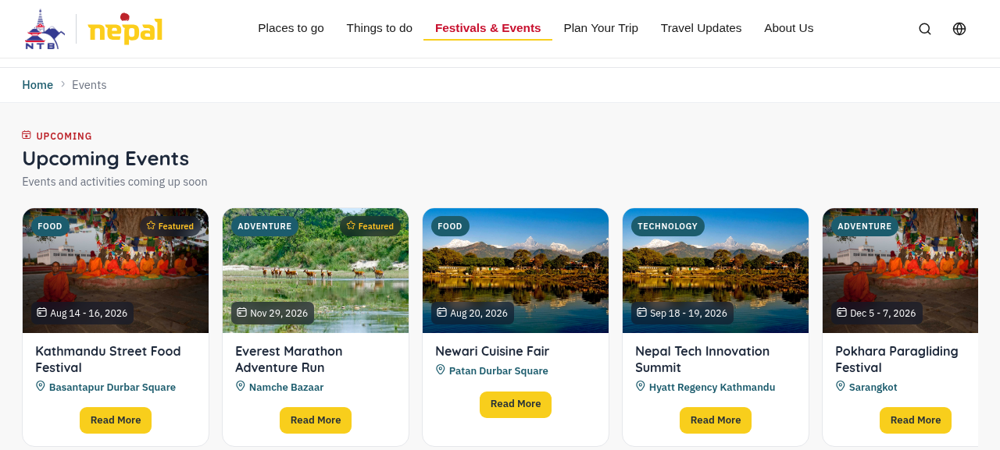 NTB
nepal
Places to go
Things to do
Festivals & Events
Plan Your Trip
Travel Updates
About Us
Home
Events
UPCOMING
Upcoming Events
Events and activities coming up soon
FOOD
Featured
Aug 14 - 16, 2026
Kathmandu Street Food
Festival
Basantapur Durbar Square
Read More
ADVENTURE
Featured
Nov 29, 2026
Everest Marathon
Adventure Run
Namche Bazaar
Read More
FOOD
Aug 20, 2026
Newari Cuisine Fair
Patan Durbar Square
Read More
TECHNOLOGY
Sep 18 - 19, 2026
Nepal Tech Innovation
Summit
Hyatt Regency Kathmandu
Read More
ADVENTURE
Dec 5 - 7, 2026
Pokhara Paragliding
Festival
Sarangkot
Read More